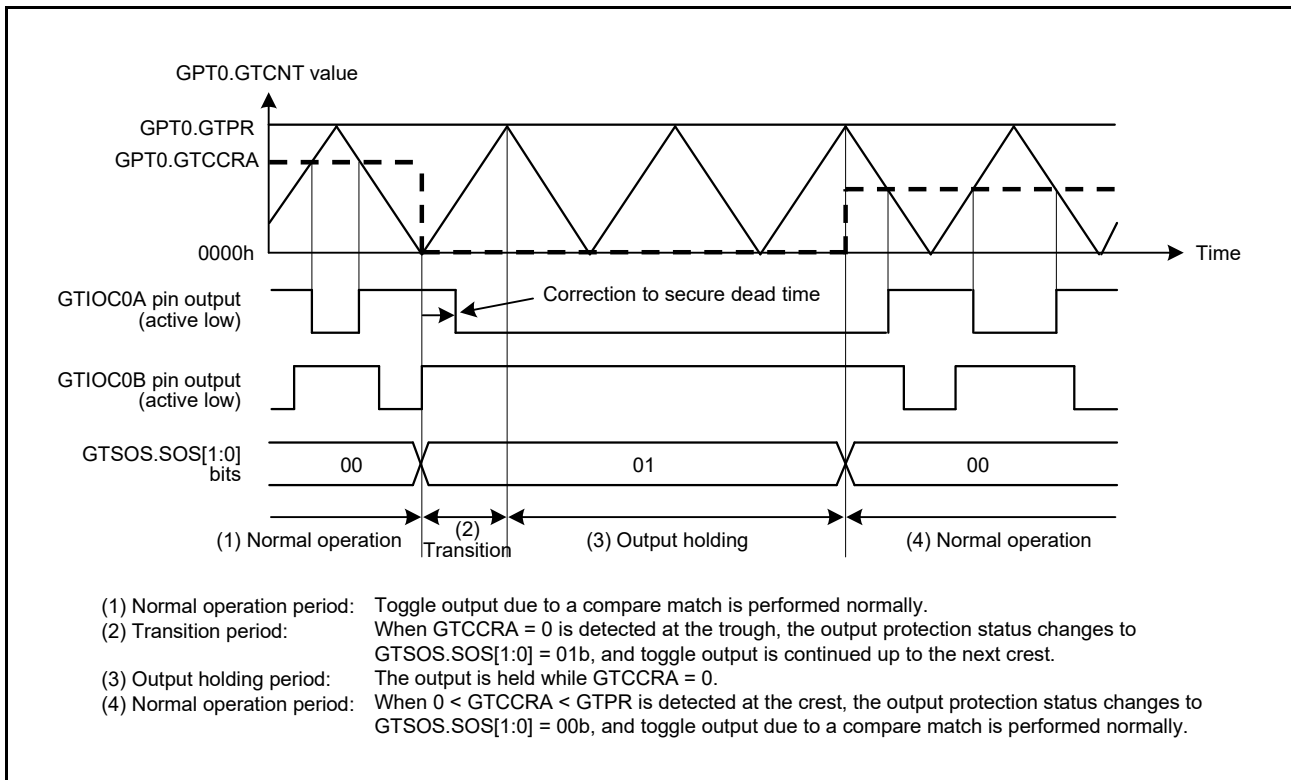 GPT0.GTCNT value
GPT0.GTPR
GPT0.GTCCRA
0000h
Time
GTIOC0A pin output
(active low)
Correction to secure dead time
GTIOC0B pin output
(active low)
GTSOS.SOS[1:0]
bits
00
01
00
(1) Normal operation
(2)
Transition
(3) Output holding
(4) Normal operation
(1) Normal operation period: Toggle output due to a compare match is performed normally.
(2) Transition period: When GTCCRA = 0 is detected at the trough, the output protection status changes to
GTSOS.SOS[1:0] = 01b, and toggle output is continued up to the next crest.
(3) Output holding period: The output is held while GTCCRA = 0.
(4) Normal operation period: When 0 < GTCCRA < GTPR is detected at the crest, the output protection status changes to
GTSOS.SOS[1:0] = 00b, and toggle output due to a compare match is performed normally.